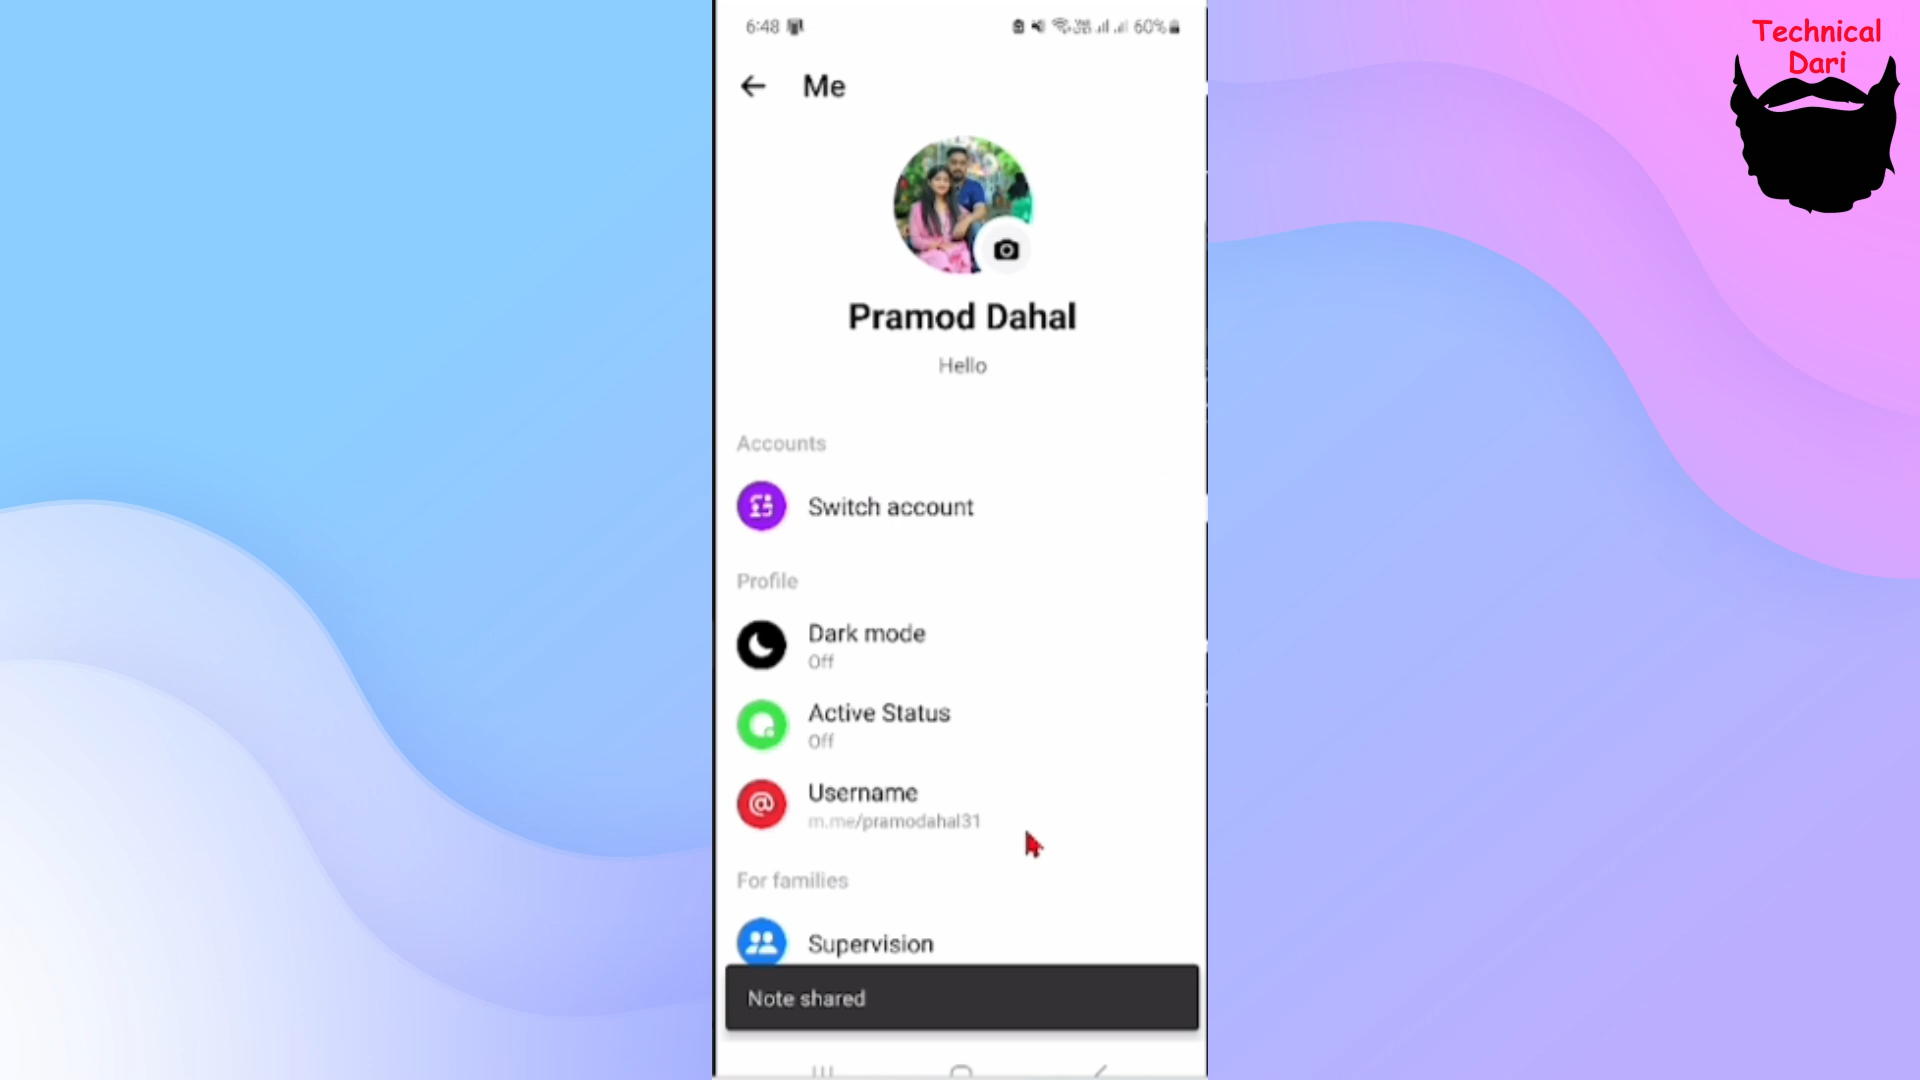 Technical
Dari
6:48
60%
Me
Pramod Dahal
Hello
Accounts
Switch account
Profile
Dark mode
Off
Active Status
Off
Username
m.me/pramodahal31
For families
Supervision
Note shared